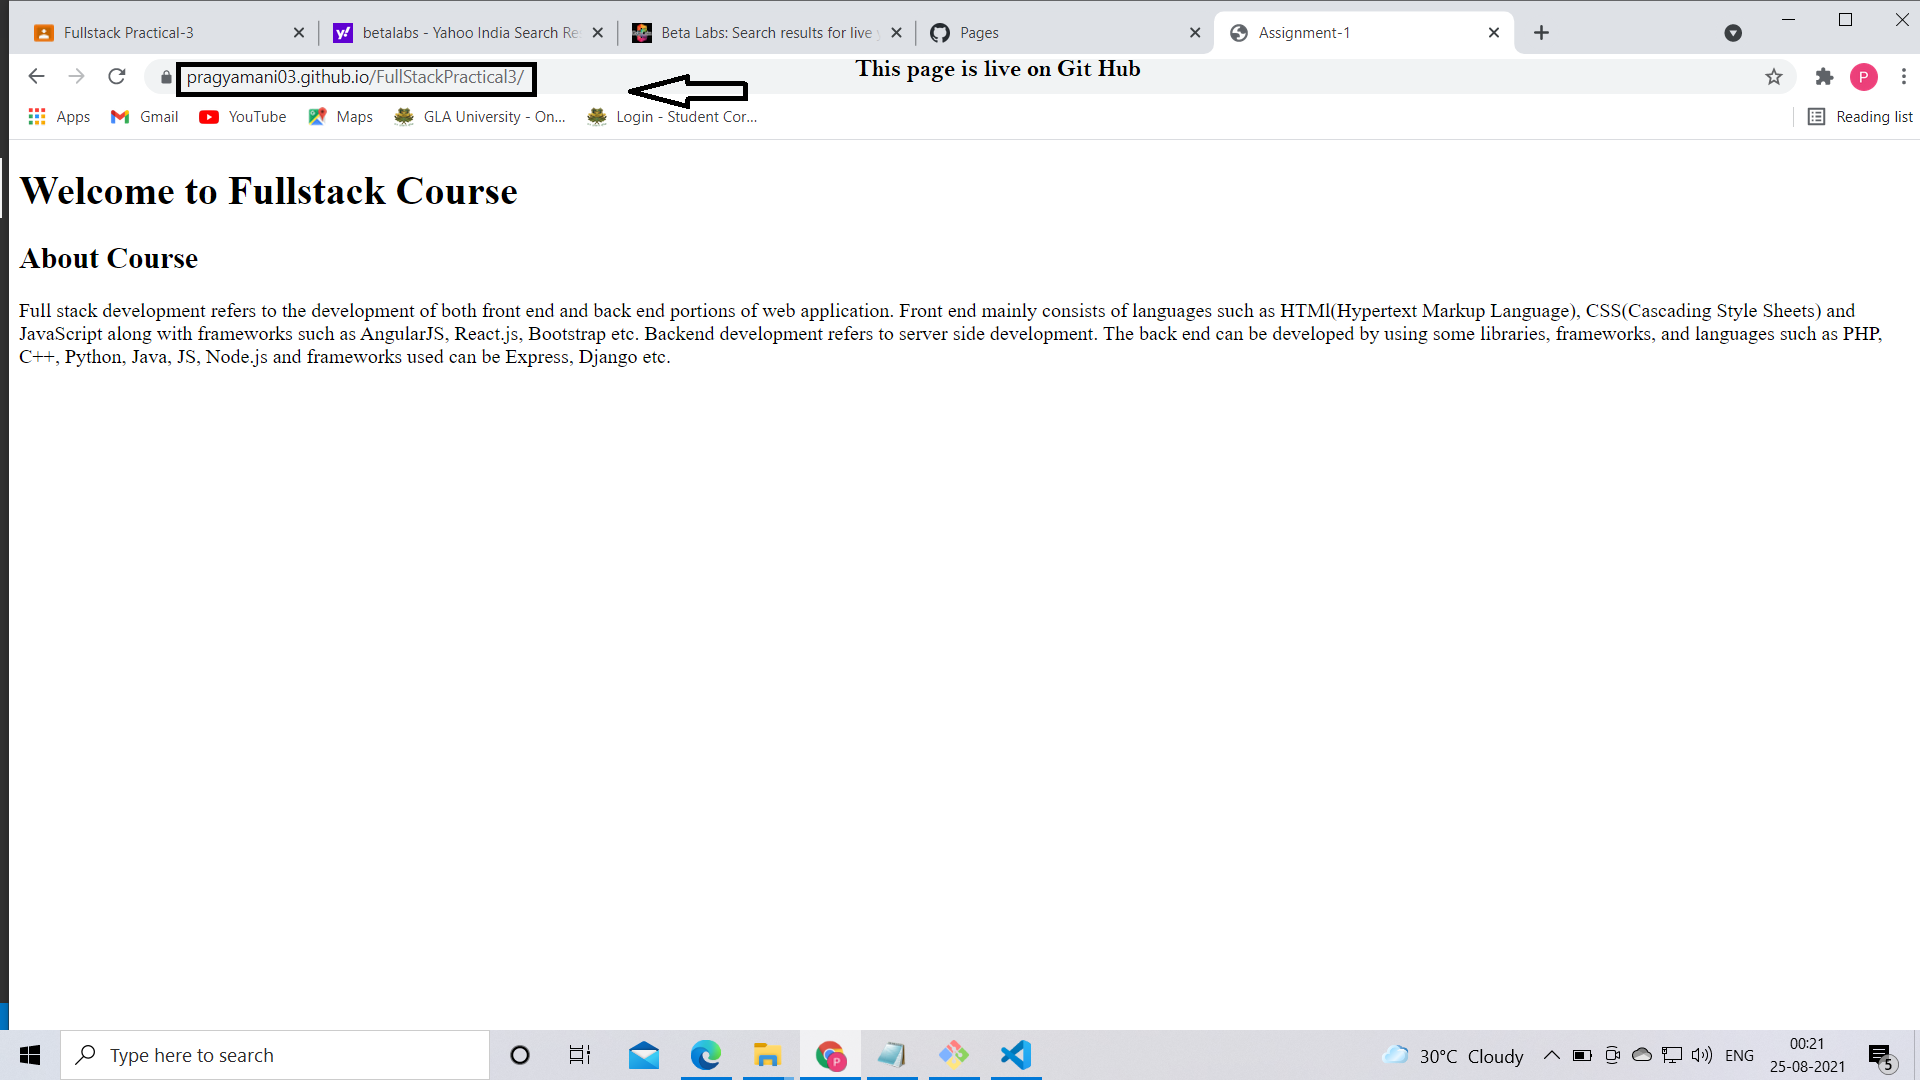 Fullstack Practical-3
betalabs - Yahoo India Search Re
Beta Labs: Search results for live
Pages
Assignment-1
pragyamani03.github.io/FullStackPractical3/
This page is live on Git Hub
P
Apps
Gmail
YouTube
Maps
GLA University - On...
Login - Student Cor...
Reading list
Welcome to Fullstack Course
About Course
Full stack development refers to the development of both front end and back end portions of web application. Front end mainly consists of languages such as HTMl(Hypertext Markup Language), CSS(Cascading Style Sheets) and
JavaScript along with frameworks such as AngularJS, React.js, Bootstrap etc. Backend development refers to server side development. The back end can be developed by using some libraries, frameworks, and languages such as PHP,
C++, Python, Java, JS, Node.js and frameworks used can be Express, Django etc.
Type here to search
P
30°C Cloudy
ENG
00:21
25-08-2021
5